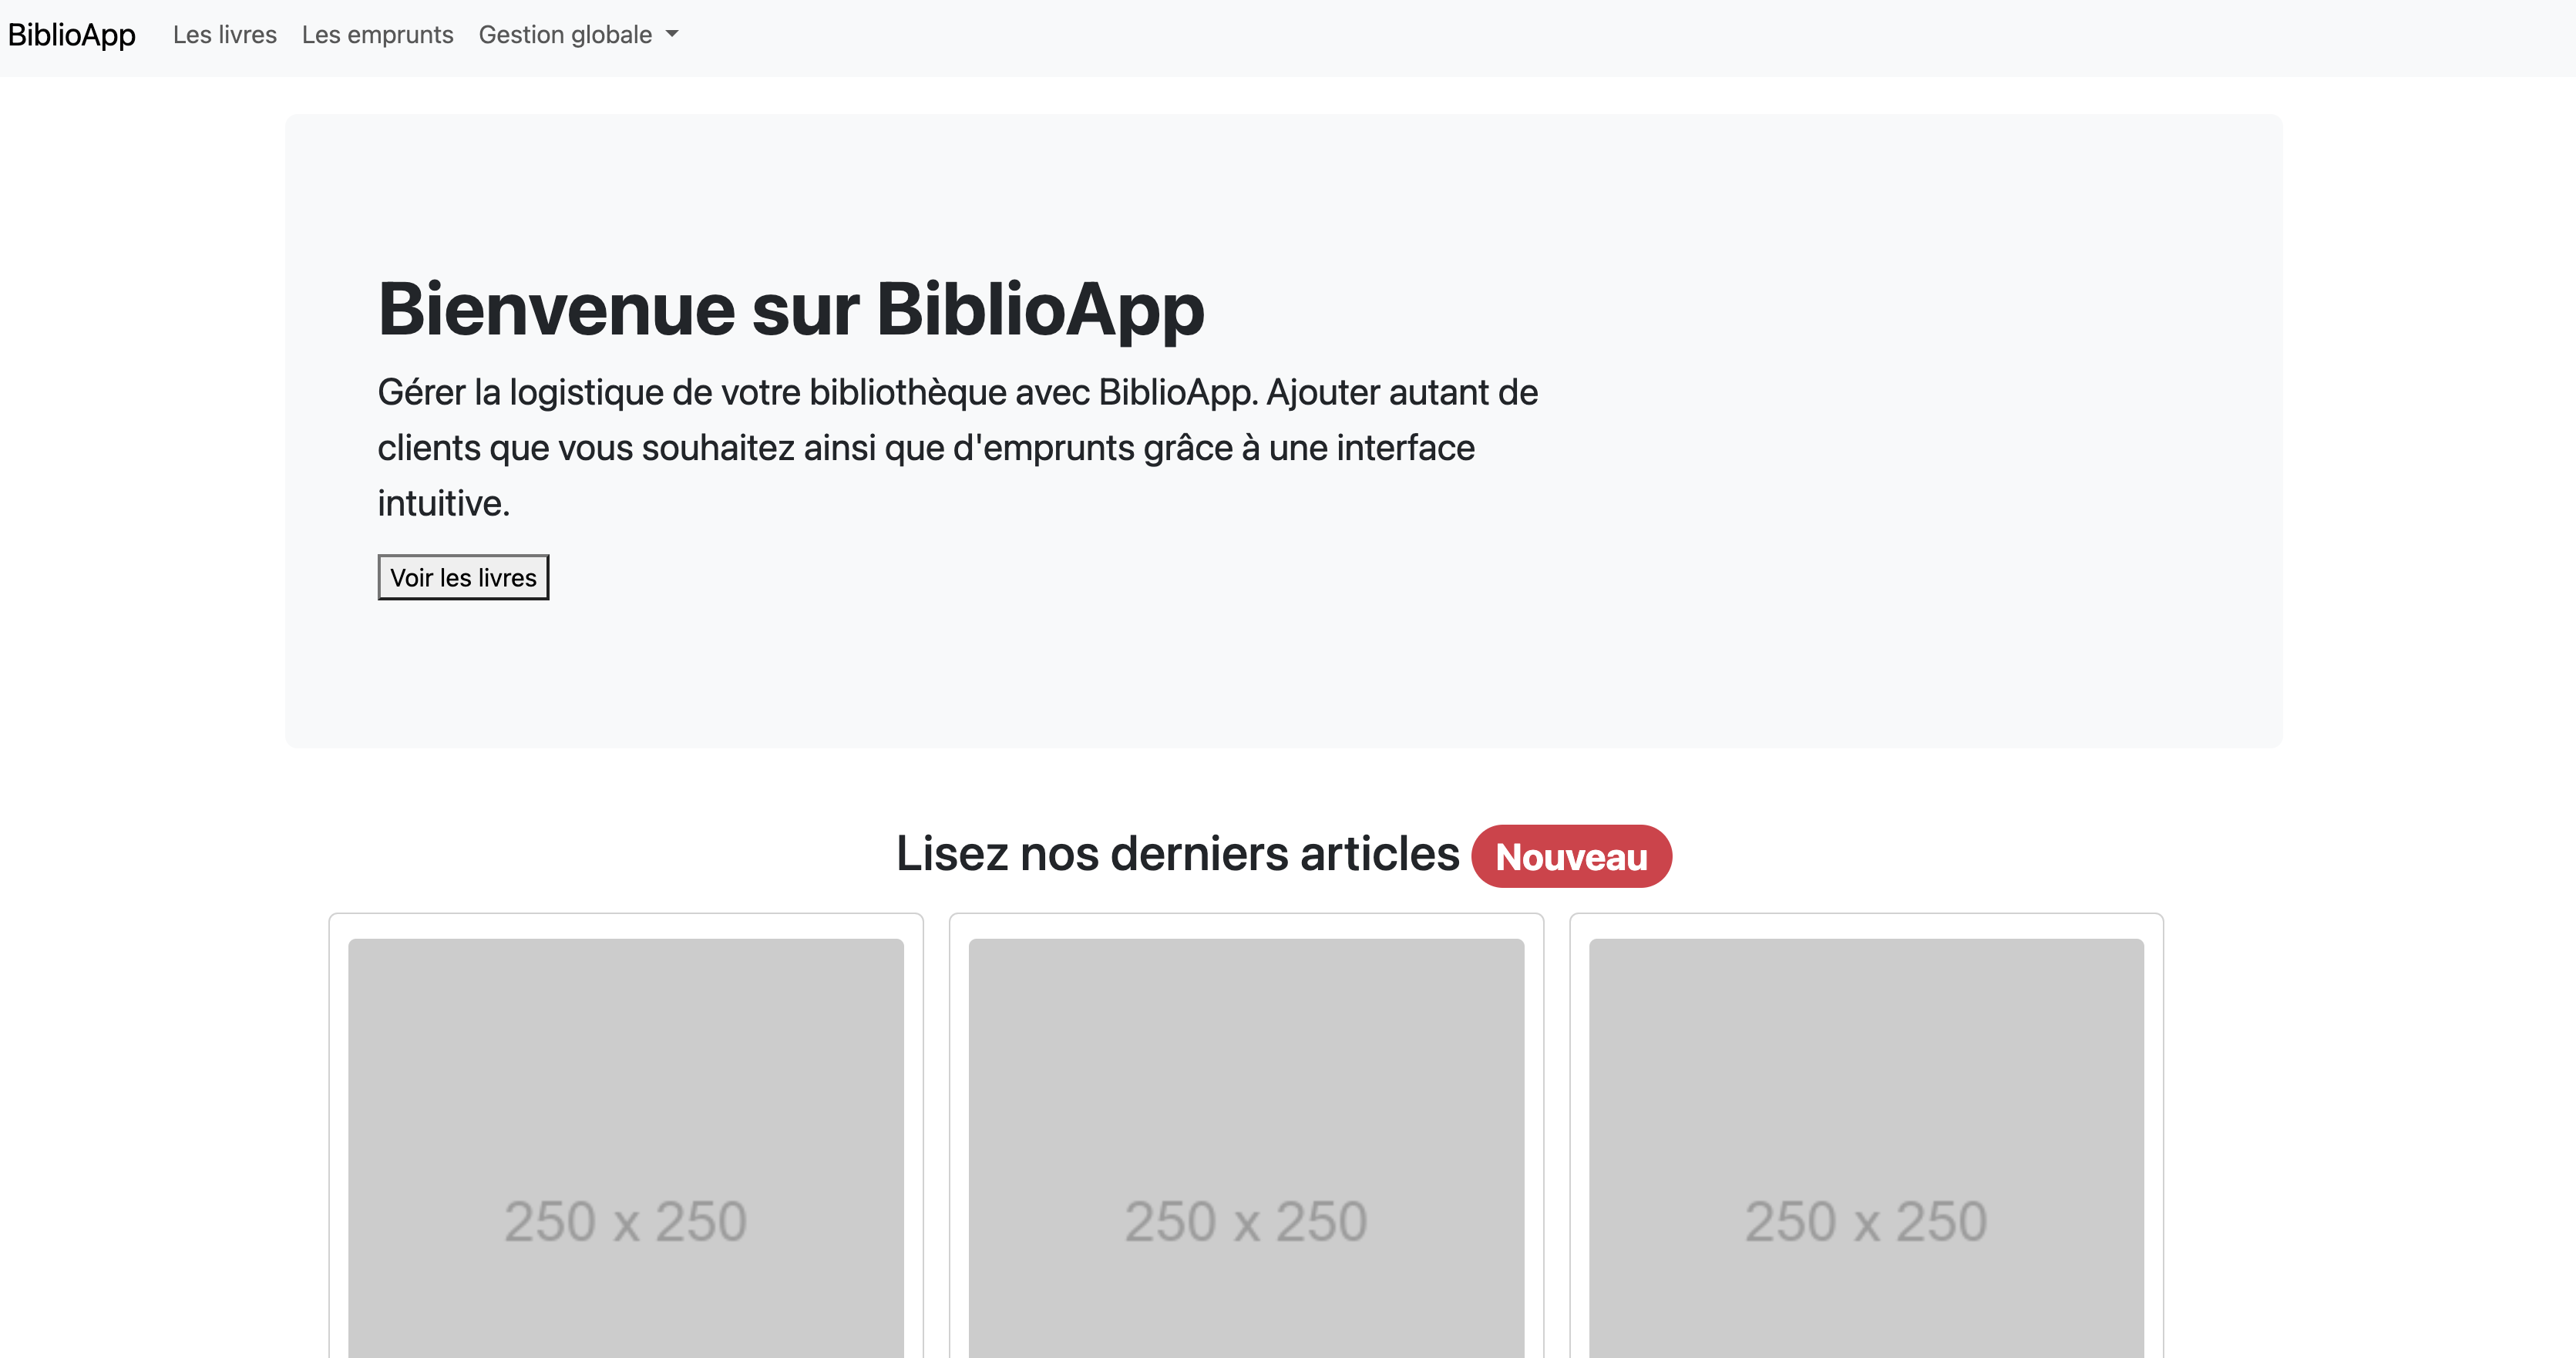 BiblioApp Les livres Les emprunts Gestion globale
Bienvenue sur BiblioApp
Gérer la logistique de votre bibliothèque avec BiblioApp. Ajouter autant de
clients que vous souhaitez ainsi que d'emprunts grâce à une interface
intuitive.
Voir les livres
Lisez nos derniers articles Nouveau
250 x 250 250 x 250 250 x 250